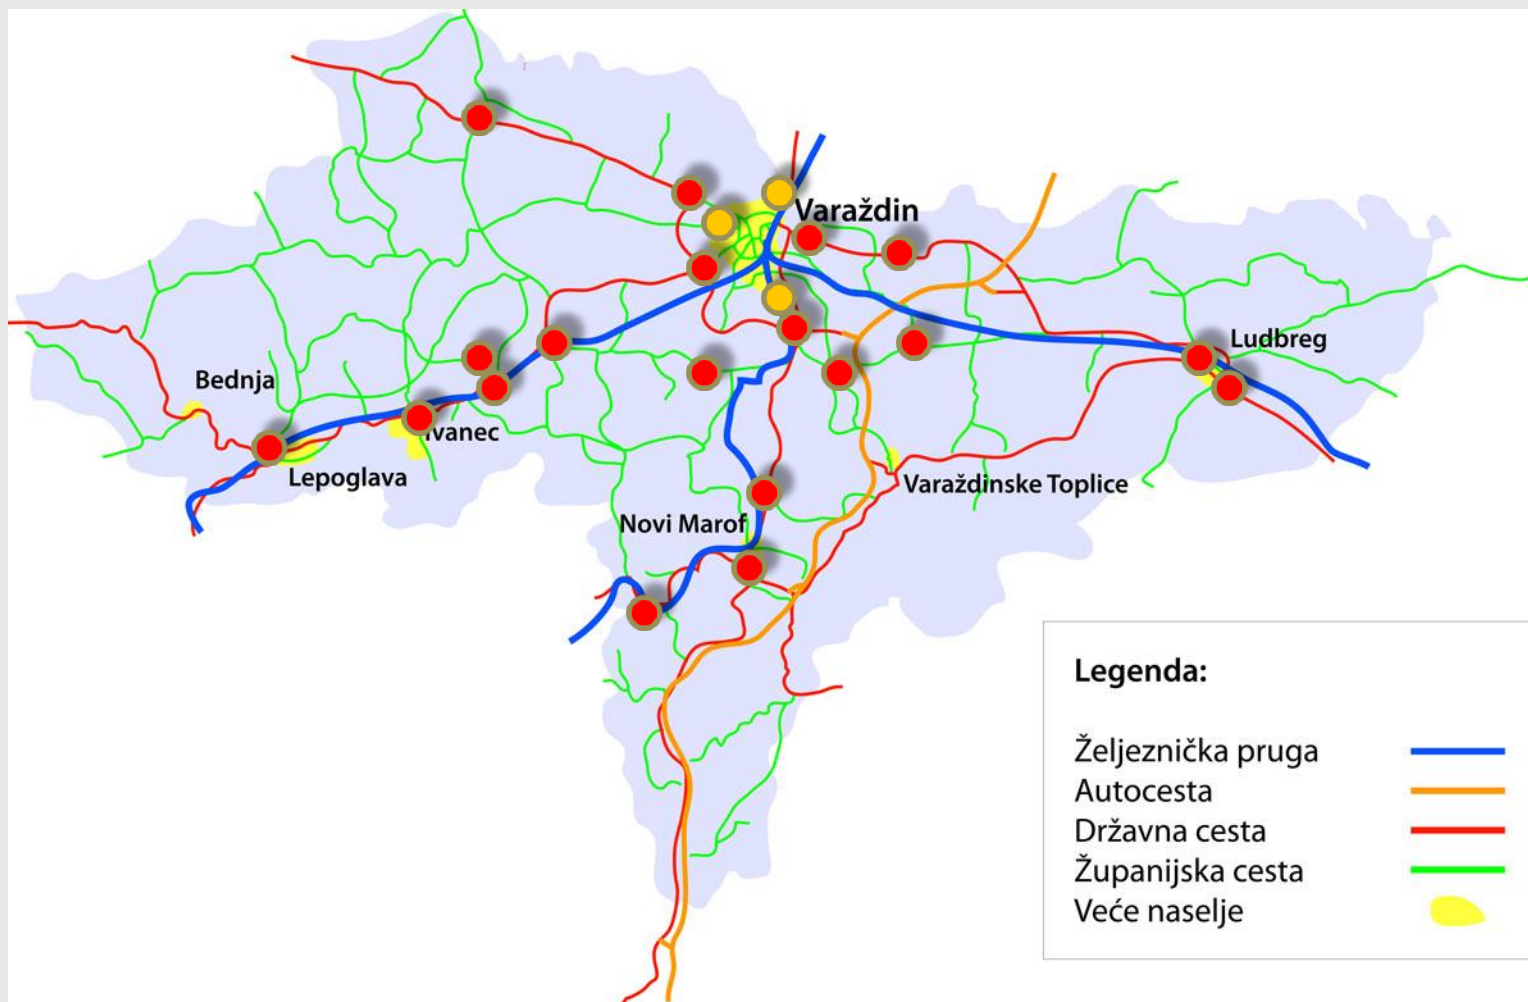 Varaždin
Ludbreg
Bednja
Ivanec
Lepoglava
Varaždinske Toplice
Novi Marof
Legenda:
Željeznička pruga
Autocesta
Državna cesta
Županijska cesta
Veće naselje